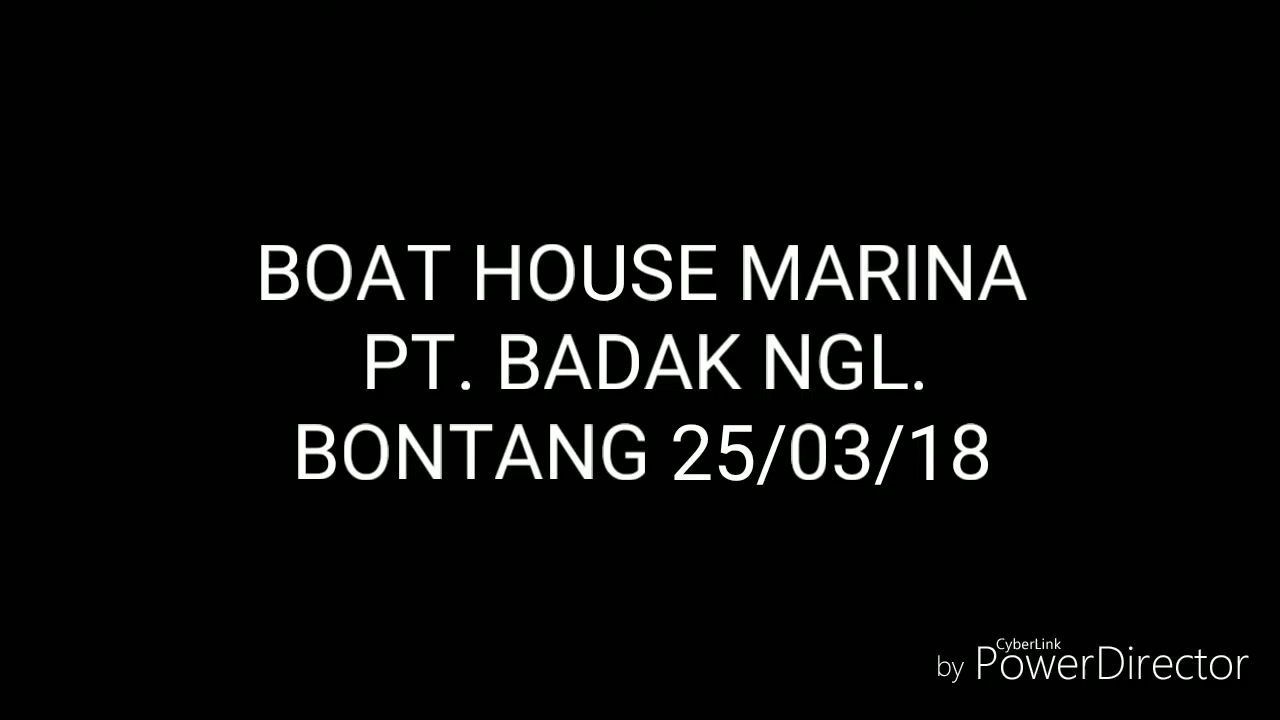 BOAT HOUSE MARINA
PT. BADAK NGL.
BONTANG 25/03/18
CyberLink
by PowerDirector